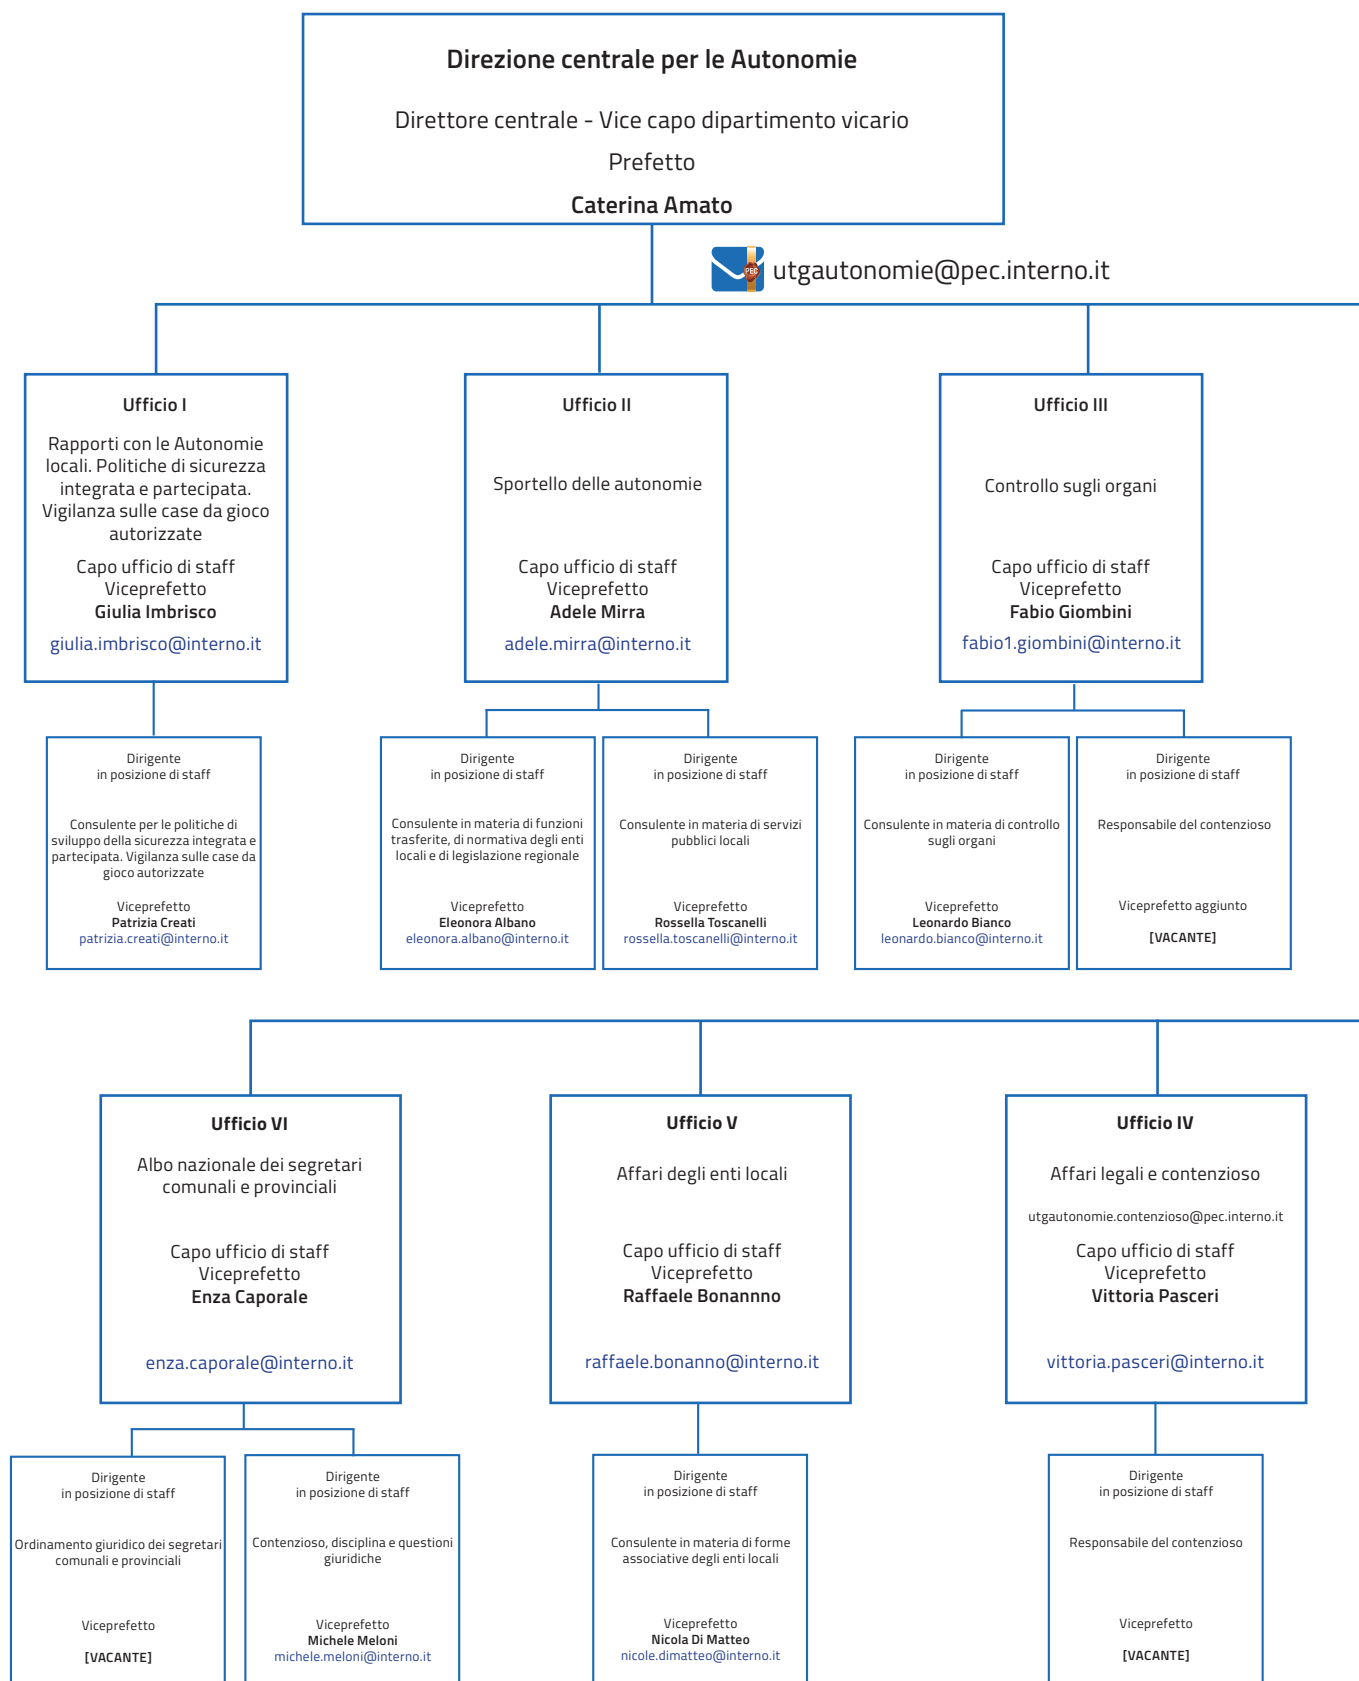 Direzione centrale per le Autonomie
Direttore centrale - Vice capo dipartimento vicario
Prefetto
Caterina Amato
PEC
utgautonomie@pec.interno.it
Ufficio I
Rapporti con le Autonomie
locali. Politiche di sicurezza
integrata e partecipata.
Vigilanza sulle case da gioco
autorizzate
Capo ufficio di staff
Viceprefetto
Giulia Imbrisco
giulia.imbrisco@interno.it
Ufficio II
Sportello delle autonomie
Capo ufficio di staff
Viceprefetto
Adele Mirra
adele.mirra@interno.it
Ufficio III
Controllo sugli organi
Capo ufficio di staff
Viceprefetto
Fabio Giombini
fabio1.giombini@interno.it
Dirigente
in posizione di staff
Consulente per le politiche di
sviluppo della sicurezza integrata e
partecipata. Vigilanza sulle case da
gioco autorizzate
Viceprefetto
Patrizia Creati
patrizia.creati@interno.it
Dirigente
in posizione di staff
Consulente in materia di funzioni
trasferite, di normativa degli enti
locali e di legislazione regionale
Viceprefetto
Eleonora Albano
eleonora.albano@interno.it
Dirigente
in posizione di staff
Consulente in materia di servizi
pubblici locali
Viceprefetto
Rossella Toscanelli
rossella.toscanelli@interno.it
Dirigente
in posizione di staff
Consulente in materia di controllo
sugli organi
Viceprefetto
Leonardo Bianco
leonardo.bianco@interno.it
Dirigente
in posizione di staff
Responsabile del contenzioso
Viceprefetto aggiunto
[VACANTE]
Ufficio VI
Albo nazionale dei segretari
comunali e provinciali
Capo ufficio di staff
Viceprefetto
Enza Caporale
enza.caporale@interno.it
Ufficio V
Affari degli enti locali
Capo ufficio di staff
Viceprefetto
Raffaele Bonannno
raffaele.bonanno@interno.it
Ufficio IV
Affari legali e contenzioso
utgautonomie.contenzioso@pec.interno.it
Capo ufficio di staff
Viceprefetto
Vittoria Pasceri
vittoria.pasceri@interno.it
Dirigente
in posizione di staff
Ordinamento giuridico dei segretari
comunali e provinciali
Viceprefetto
[VACANTE]
Dirigente
in posizione di staff
Contenzioso, disciplina e questioni
giuridiche
Viceprefetto
Michele Meloni
michele.meloni@interno.it
Dirigente
in posizione di staff
Consulente in materia di forme
associative degli enti locali
Viceprefetto
Nicola Di Matteo
nicole.dimatteo@interno.it
Dirigente
in posizione di staff
Responsabile del contenzioso
Viceprefetto
[VACANTE]